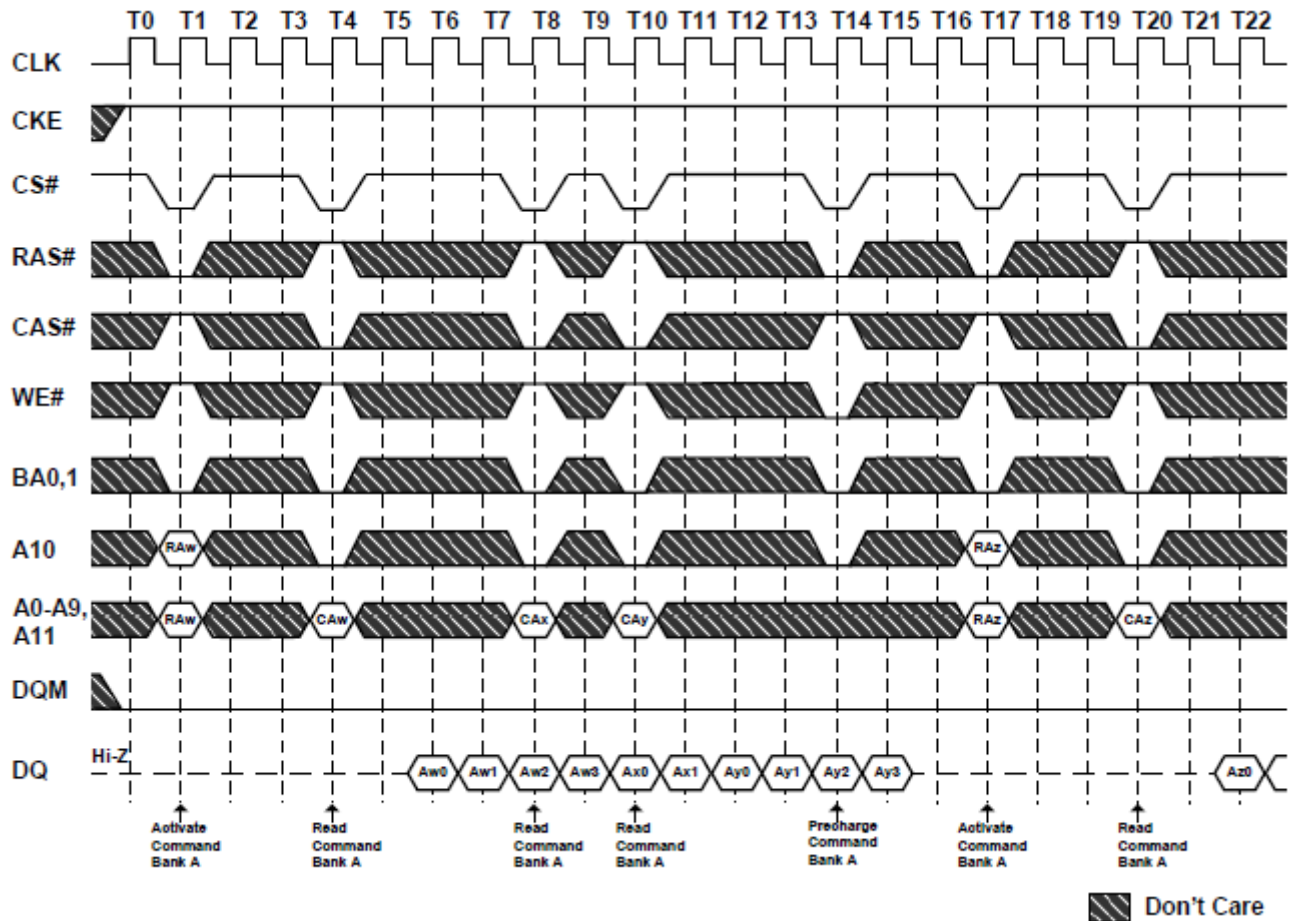 T0 T1 T2 T3 T4 T5 T6 T7 T8 T9 T10 T11 T12 T13 T14 T15 T16 T17 T18 T19 T20 T21 T22
CLK
CKE
CS#
RAS#
CAS#
WE#
BA0,1
A10 RAw RAz
A0-A9,
A11 RAw CAw CAx CAy RAz CAz
DQM
Hi-Z
DQ Aw0 Aw1 Aw2 Aw3 Ax0 Ax1 Ay0 Ay1 Ay2 Ay3 Az0
Activate
Command
Bank A
Read
Command
Bank A
Read
Command
Bank A
Read
Command
Bank A
Precharge
Command
Bank A
Activate
Command
Bank A
Read
Command
Bank A
Don't Care